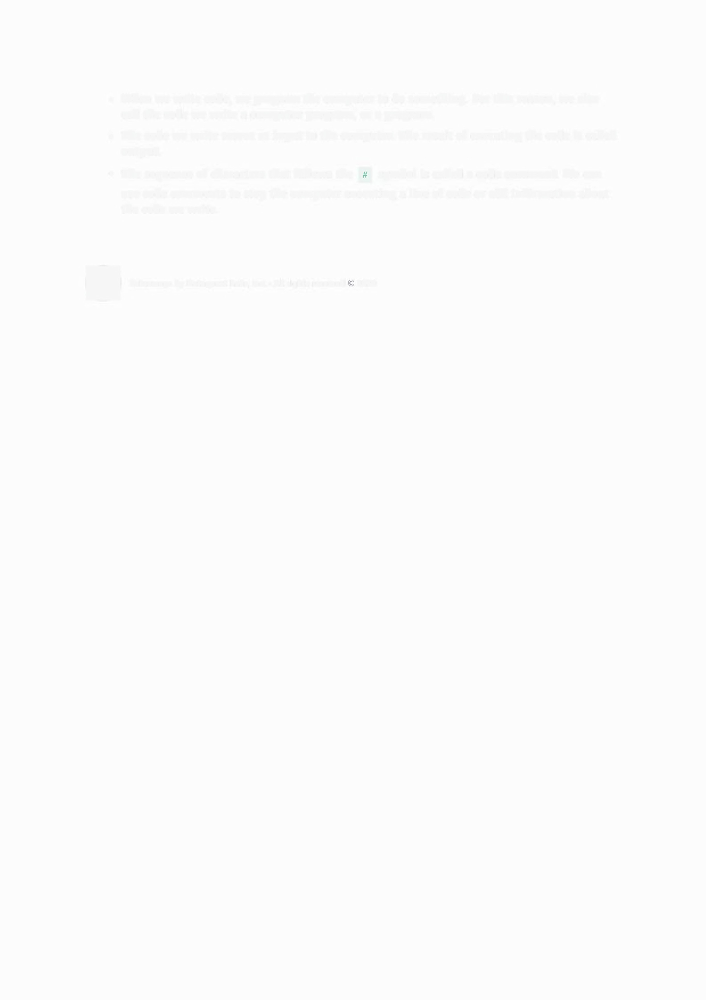 When we write code, we program the computer to do something. For this reason, we also
call the code we write a computer program, or a program.
The code we write serves as input to the computer. The result of executing the code is called
output.
The sequence of characters that follows the # symbol is called a code comment. We can
use code comments to stop the computer executing a line of code or add information about
the code we write.
Takeaways by Dataquest Labs, Inc. - All rights reserved © 2020